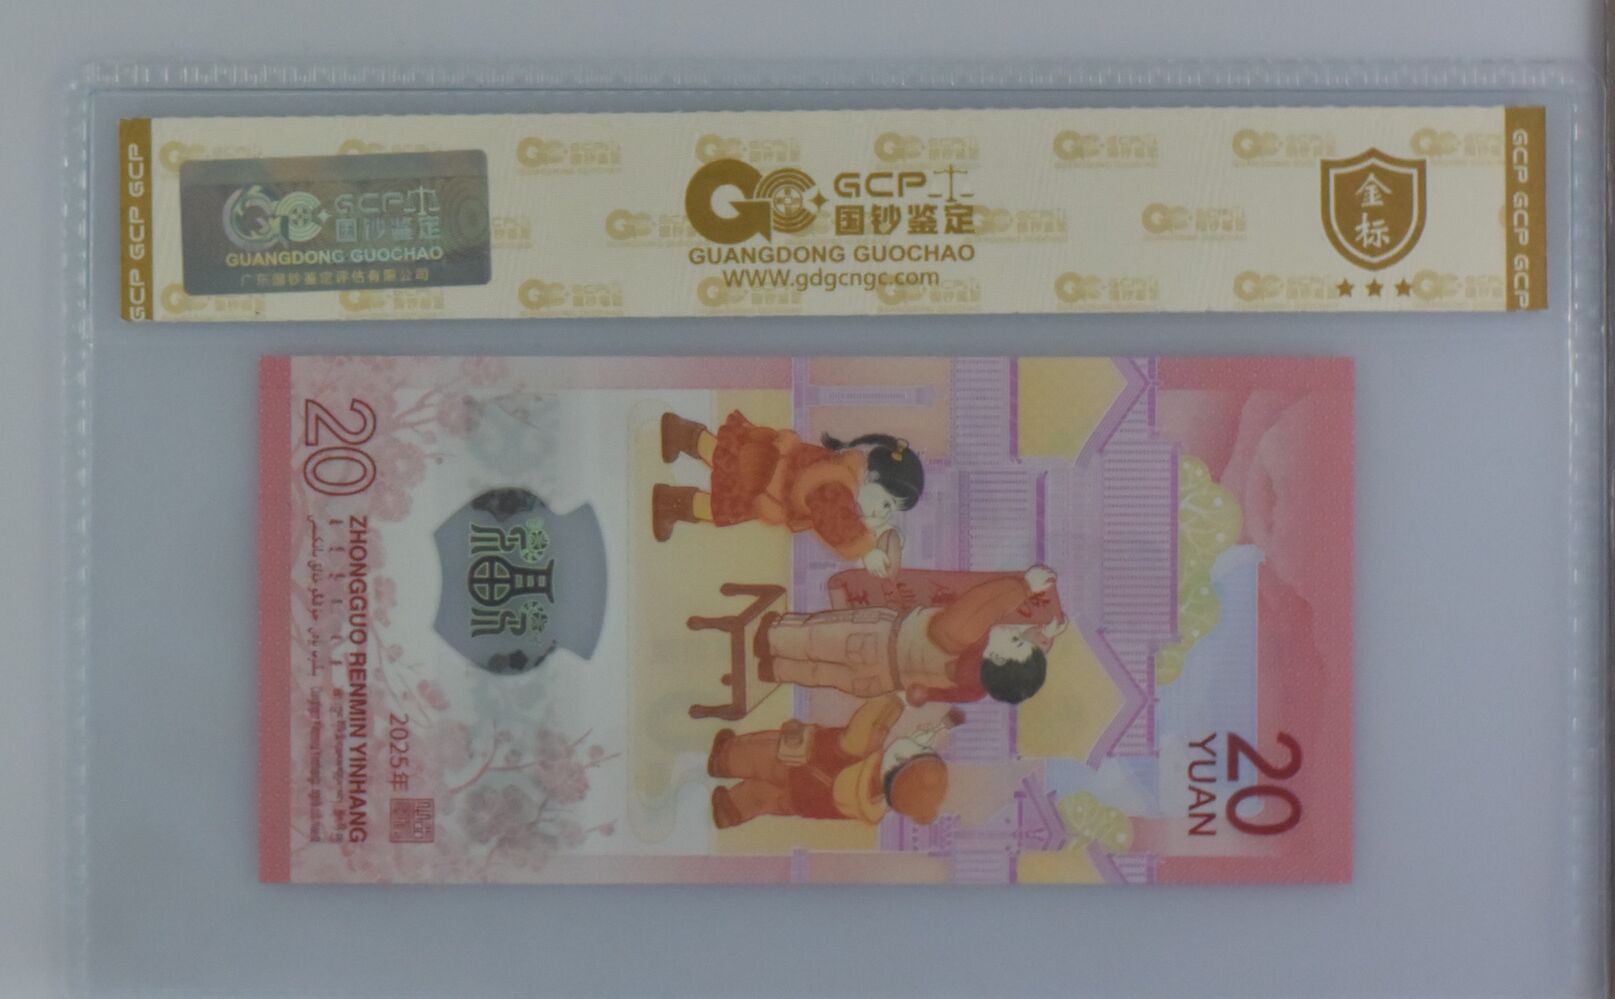 GCP GCP GCP
GCP
国钞鉴定
GUANGDONG GUOCHAO
广东国钞鉴定评估有限公司
GCP
国钞鉴定
GUANGDONG GUOCHAO
WWW.gdgcngc.com
金
标
GCP GCP GCP
20
ZHONGGUO RENMIN YINHANG
2025年
20
YUAN